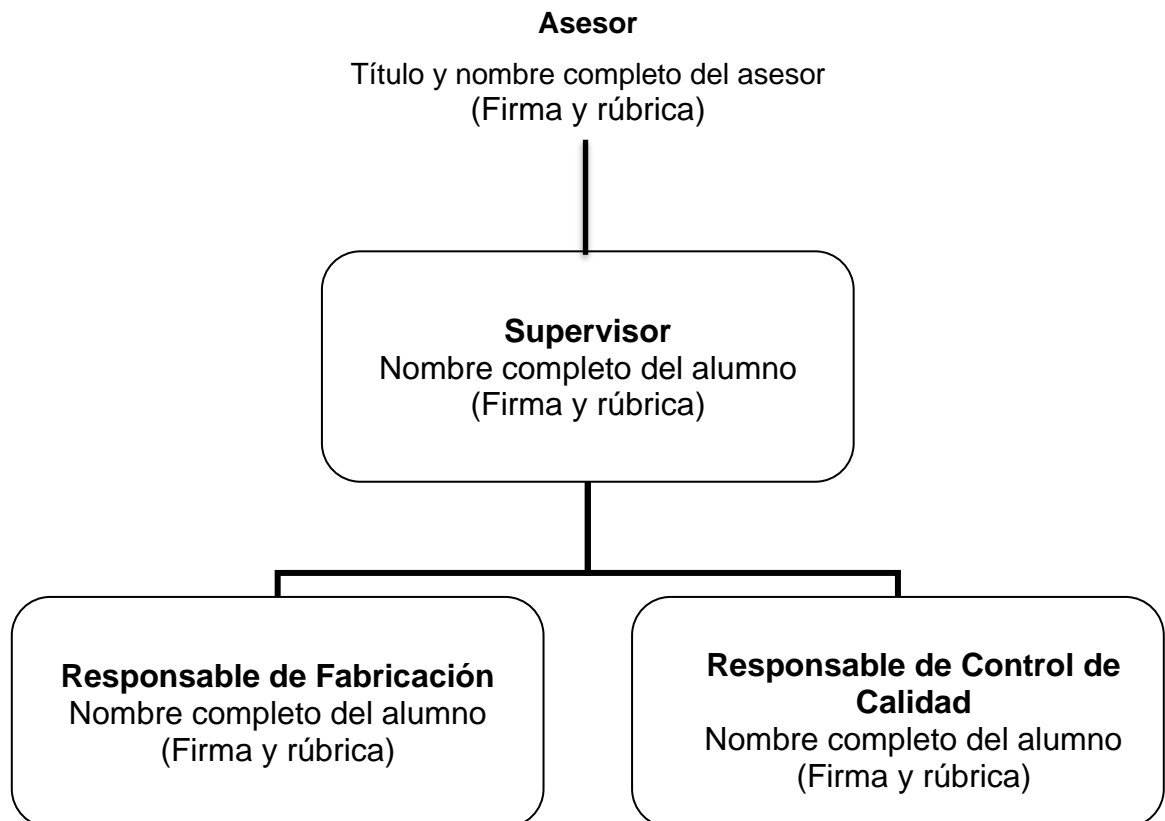 Asesor
Título y nombre completo del asesor
(Firma y rúbrica)
Supervisor
Nombre completo del alumno
(Firma y rúbrica)
Responsable de Fabricación
Nombre completo del alumno
(Firma y rúbrica)
Responsable de Control de
Calidad
Nombre completo del alumno
(Firma y rúbrica)